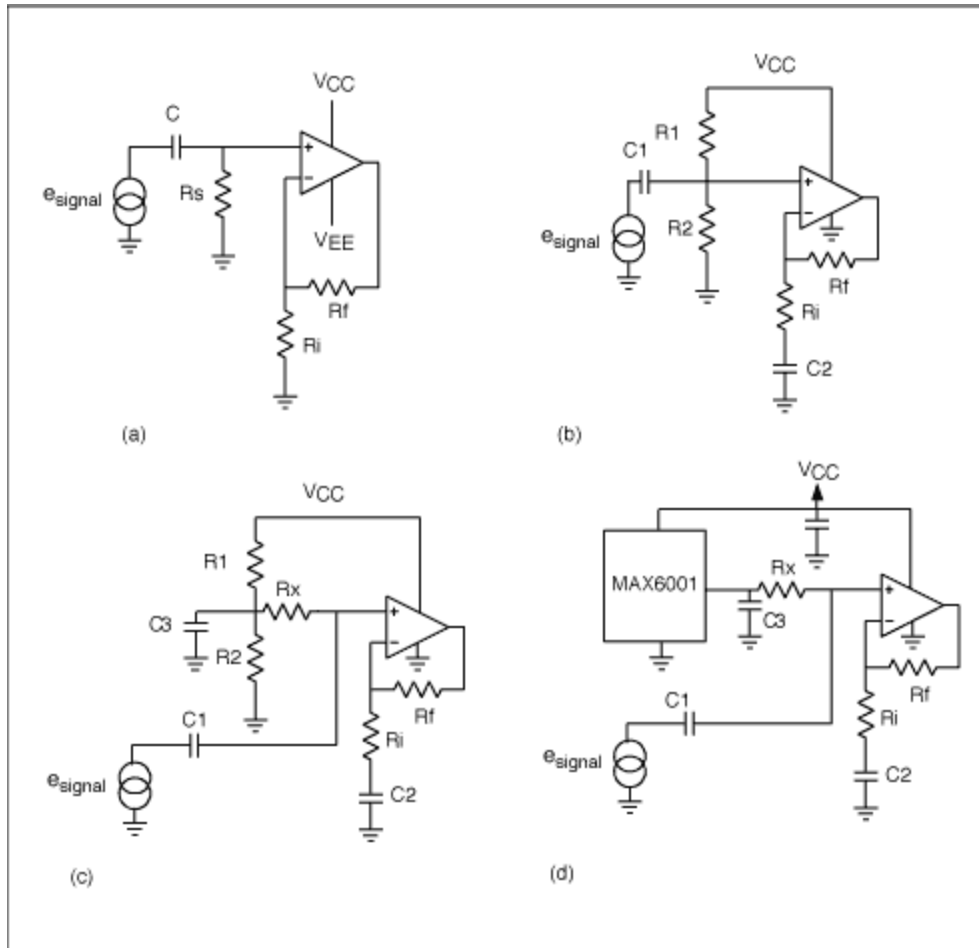 VCC
C
+
Rs
esignal
−
VEE
Rf
Ri
(a)
VCC
R1
C1
+
R2
esignal
−
Rf
Ri
C2
(b)
VCC
R1
Rx
+
C3
−
R2
Rf
C1
Ri
esignal
C2
(c)
VCC
MAX6001
Rx
+
C3
−
Rf
C1
Ri
esignal
C2
(d)